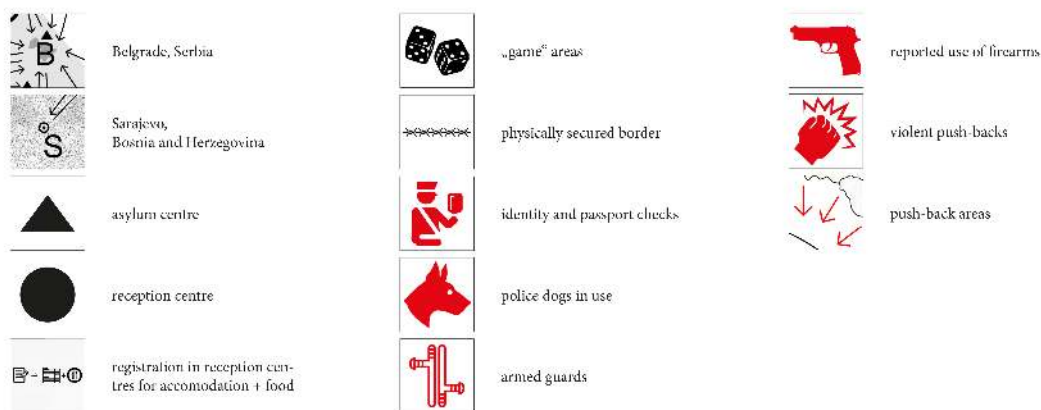 B
Belgrade, Serbia
S
Sarajevo,
Bosnia and Herzegovina
asylum centre
reception centre
registration in reception cen-
tres for accomodation + food
„game“ areas
physically secured border
identity and passport checks
police dogs in use
armed guards
reported use of firearms
violent push-backs
push-back areas